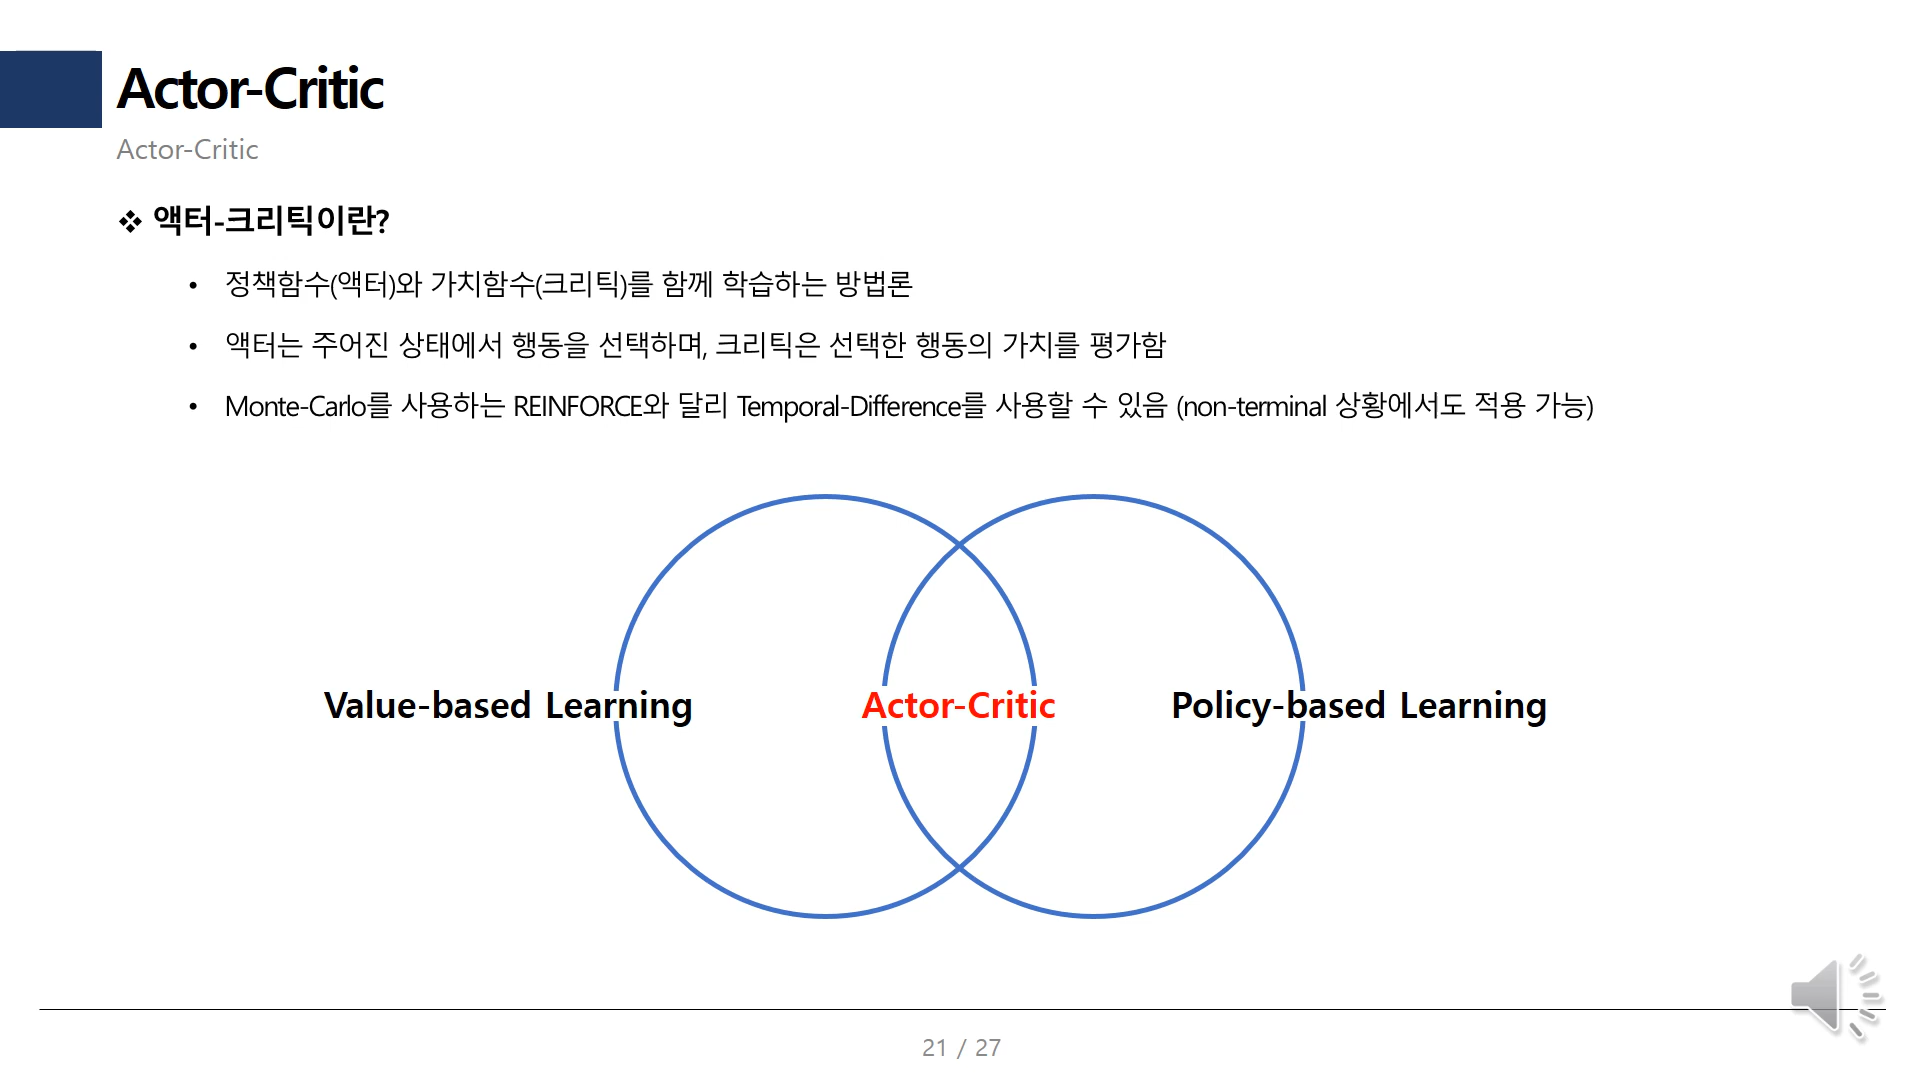 Actor-Critic
Actor-Critic
❖ 액터-크리틱이란?
• 정책함수(액터)와 가치함수(크리틱)를 함께 학습하는 방법론
• 액터는 주어진 상태에서 행동을 선택하며, 크리틱은 선택한 행동의 가치를 평가함
• Monte-Carlo를 사용하는 REINFORCE와 달리 Temporal-Difference를 사용할 수 있음 (non-terminal 상황에서도 적용 가능)
Value-based Learning
Actor-Critic
Policy-based Learning
21 / 27